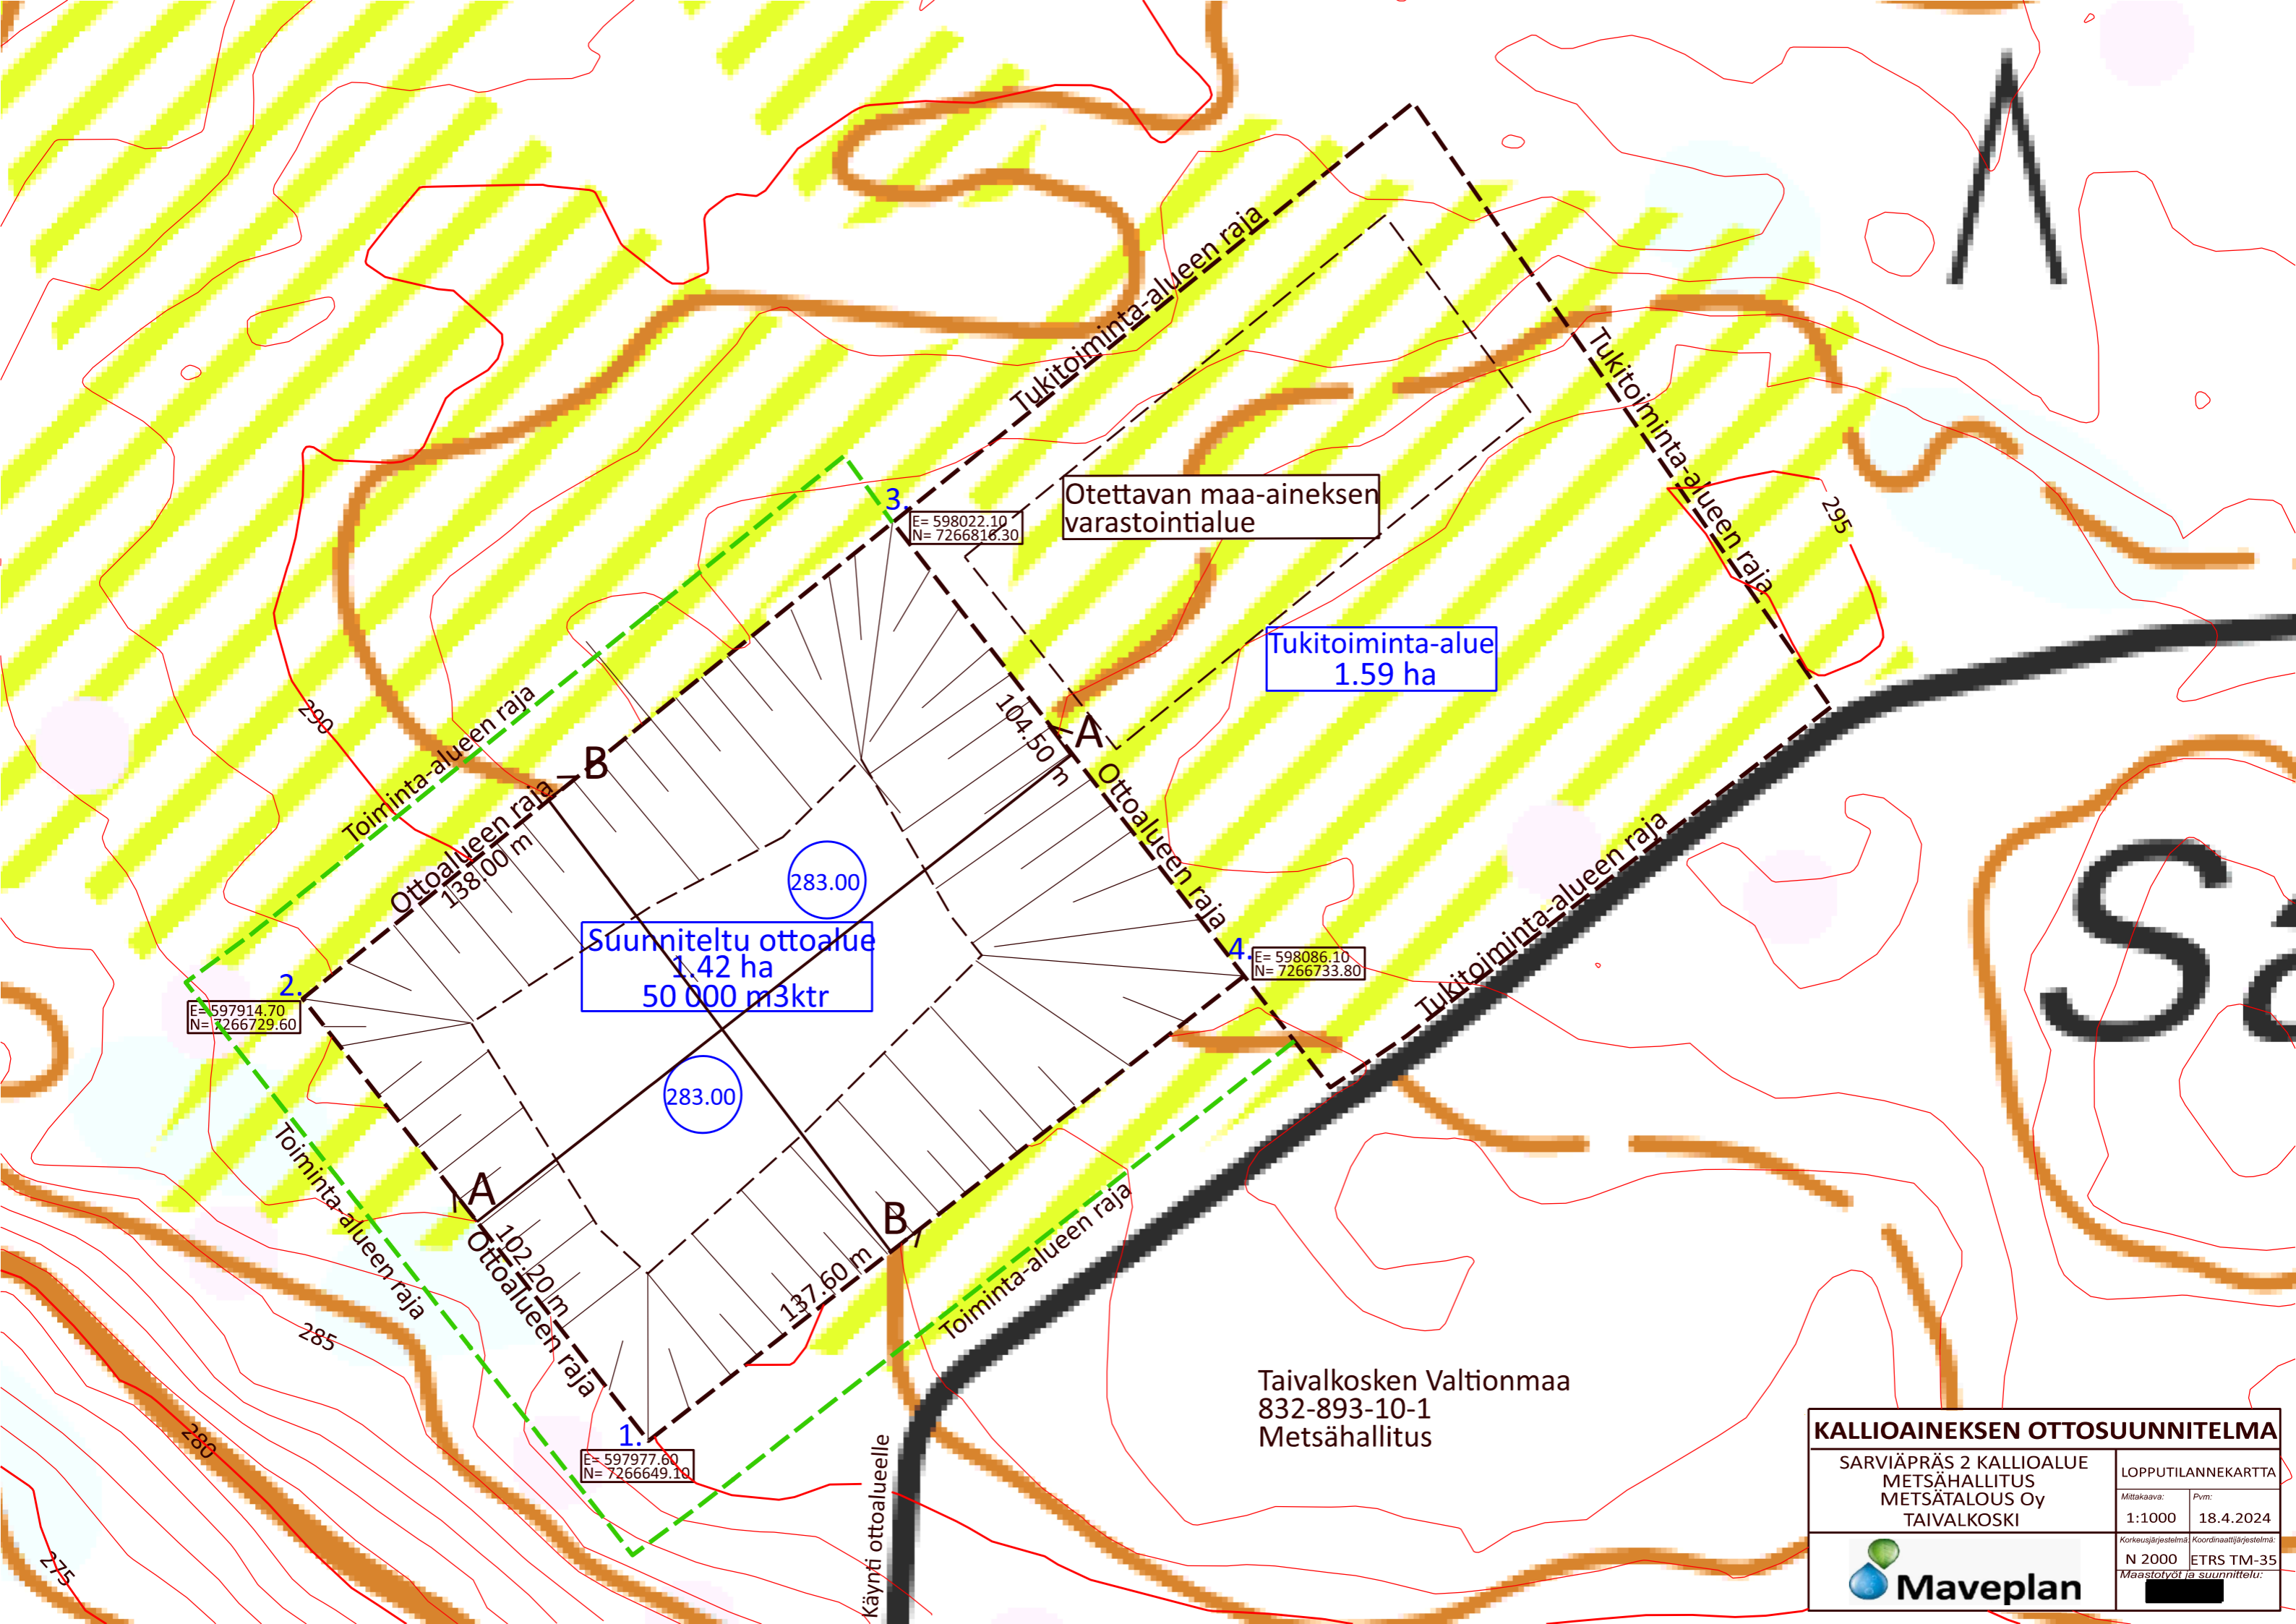 Tukitoiminta-alueen raja
Tukitoiminta-alueen raja
295
3.
E= 598022.10
N= 7266816.30
Otettavan maa-aineksen
varastointialue
Tukitoiminta-alue
1.59 ha
290
Toiminta-alueen raja
B
Ottoalueen raja
138.00 m
104.50 m
A
Ottoalueen raja
283.00
Suunniteltu ottoalue
1.42 ha
50 000 m3ktr
283.00
2.
E= 597914.70
N= 7266729.60
4.
E= 598086.10
N= 7266733.80
Tukitoiminta-alueen raja
Sa
Toiminta-alueen raja
A
102.20 m
Ottoalueen raja
B
137.60 m
Toiminta-alueen raja
285
280
275
1.
E= 597977.60
N= 7266649.10
Käynti ottoalueelle
Taivalkosken Valtionmaa
832-893-10-1
Metsähallitus
KALLIOAINEKSEN OTTOSUUNNITELMA
SARVIÄPRÄS 2 KALLIOALUE
METSÄHALLITUS
METSÄTALOUS Oy
TAIVALKOSKI
LOPPUTILANNEKARTTA
Mittakaava:
Pvm:
1:1000
18.4.2024
Korkeusjärjestelmä:
Koordinaattijärjestelmä:
N 2000
ETRS TM-35
Maastotyöt ja suunnittelu:
Maveplan